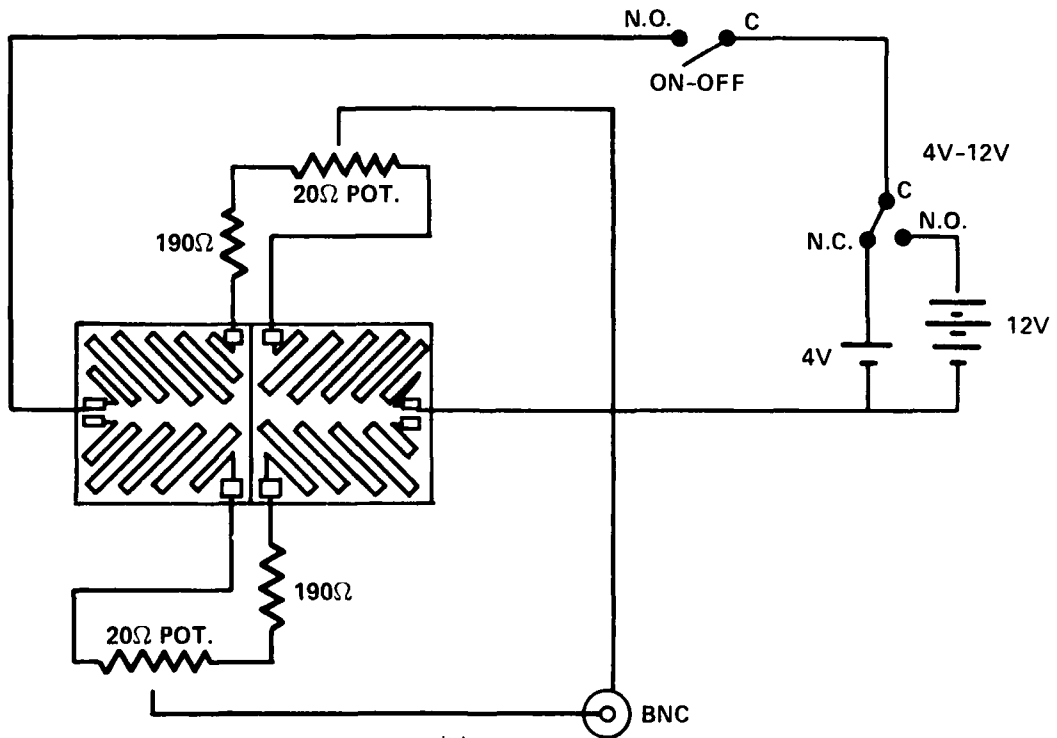 N.O.
C
ON-OFF
4V-12V
20Ω POT.
C
190Ω
N.C.
N.O.
12V
4V
190Ω
20Ω POT.
BNC